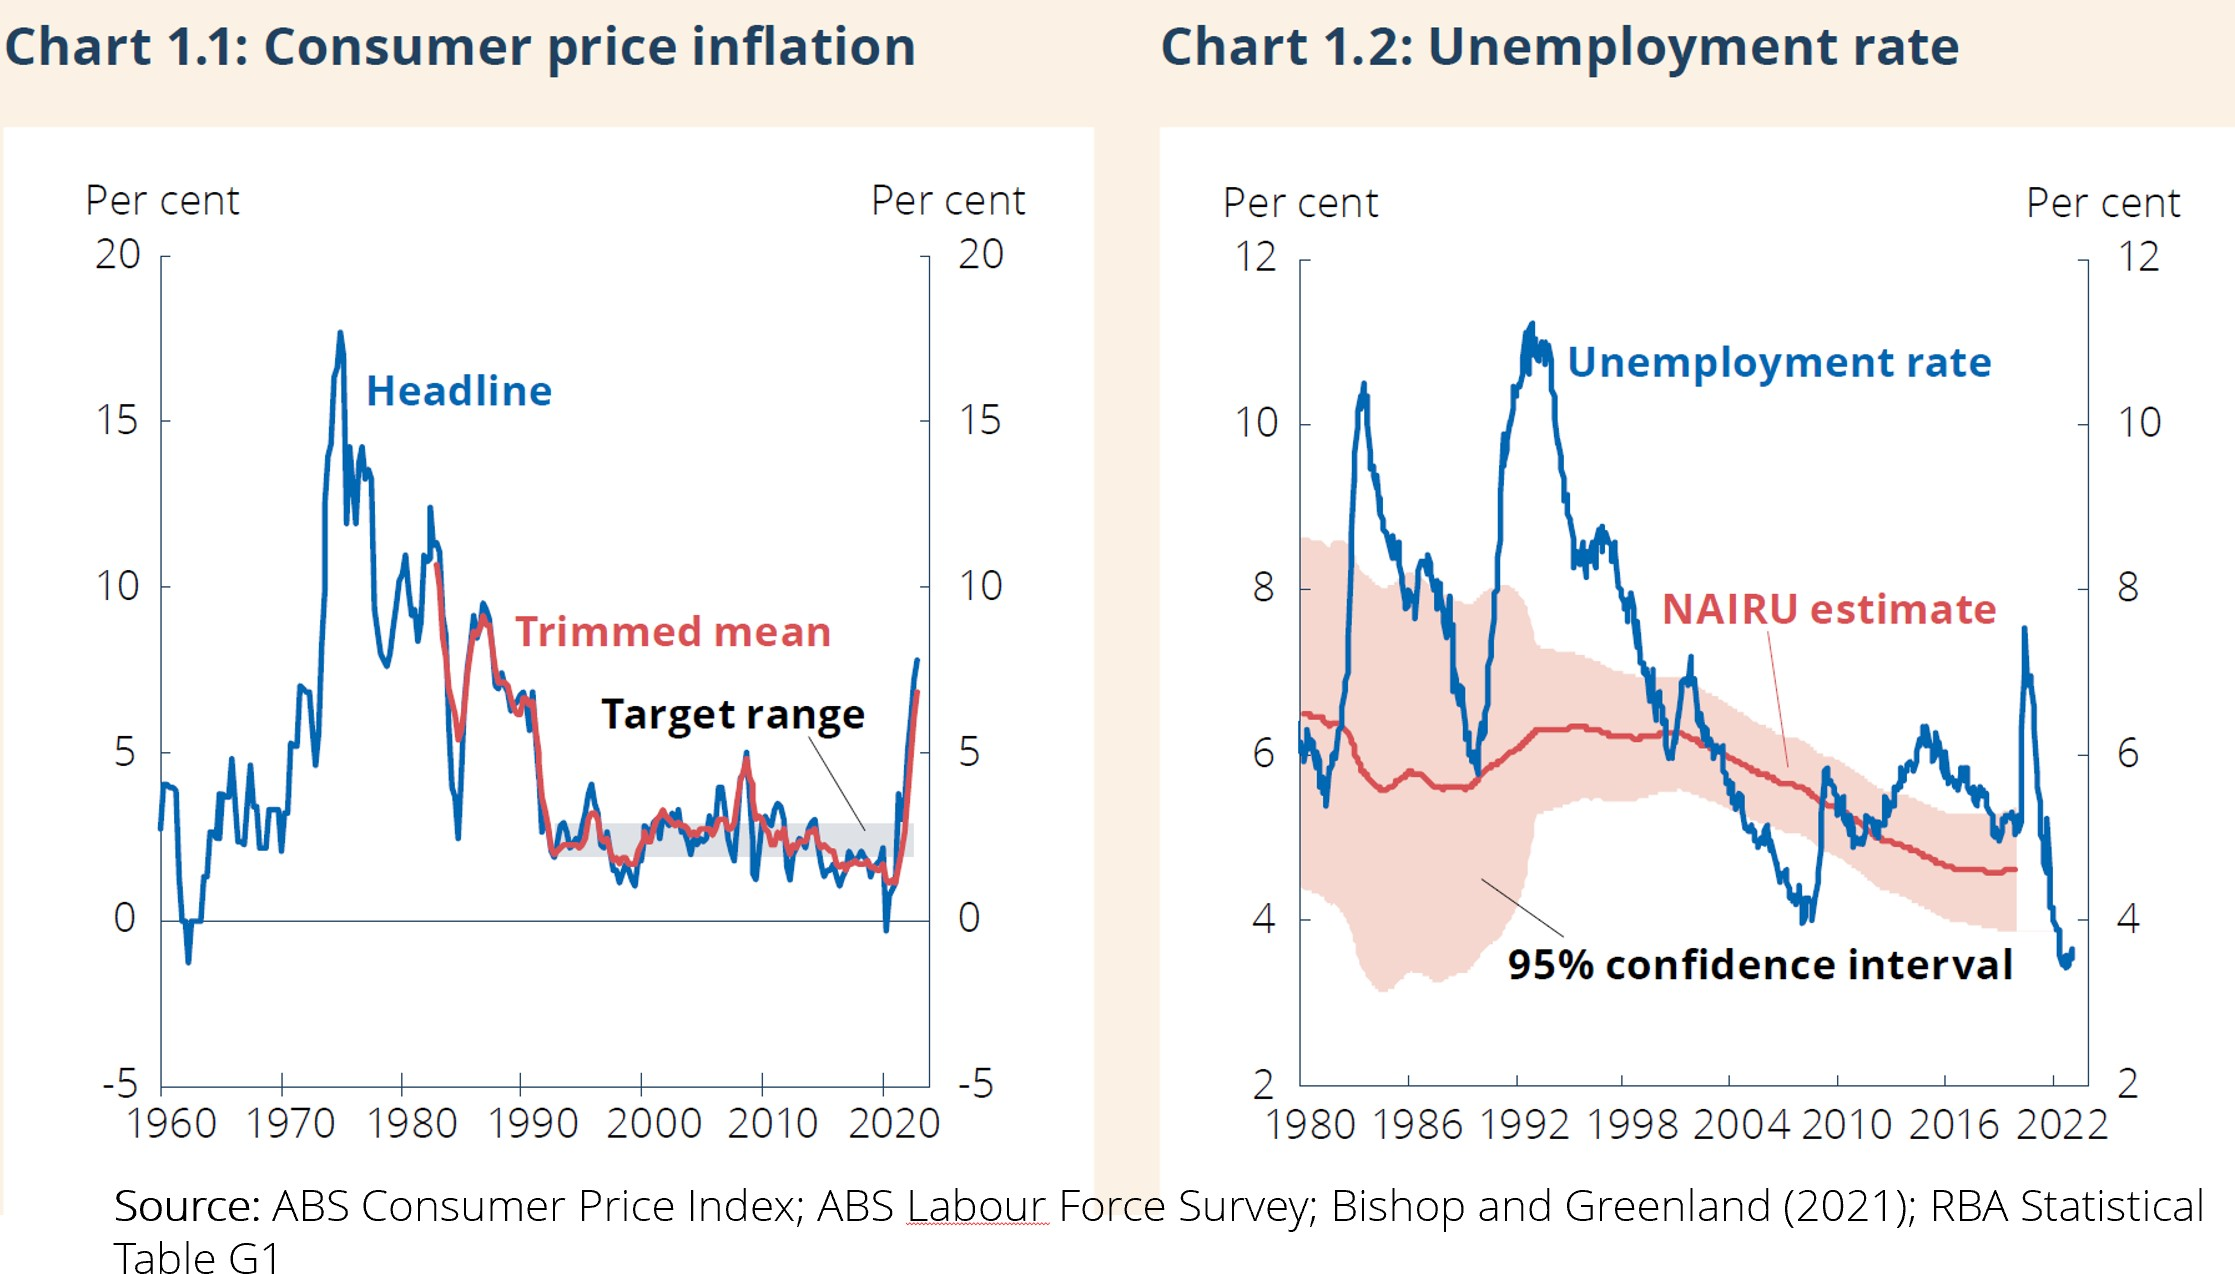 Chart 1.1: Consumer price inflation
Per cent
Per cent
20
20
15
15
10
10
5
5
0
0
-5
-5
Headline
Trimmed mean
Target range
1960 1970 1980 1990 2000 2010 2020
Chart 1.2: Unemployment rate
Per cent
Per cent
12
12
10
10
8
8
6
6
4
4
2
2
Unemployment rate
NAIRU estimate
95% confidence interval
1980 1986 1992 1998 2004 2010 2016 2022
Source: ABS Consumer Price Index; ABS Labour Force Survey; Bishop and Greenland (2021); RBA Statistical
Table G1